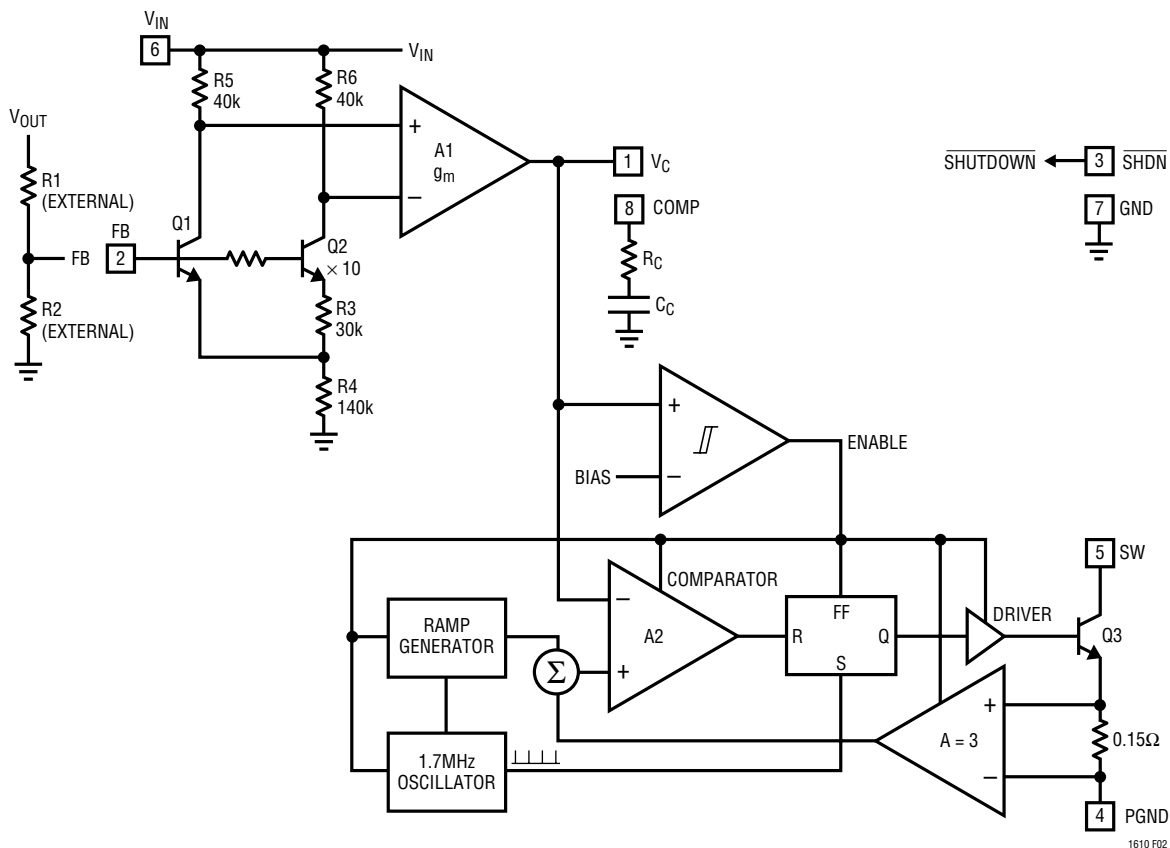 VIN
6
VIN
R5
40k
R6
40k
VOUT
R1
(EXTERNAL)
FB
R2
(EXTERNAL)
FB
2
Q1
Q2
× 10
R3
30k
R4
140k
+
A1
gm
−
1
VC
8
COMP
RC
CC
SHUTDOWN
3
SHDN
7
GND
+
BIAS
−
ENABLE
COMPARATOR
−
A2
+
RAMP
GENERATOR
Σ
1.7MHz
OSCILLATOR
FF
R
Q
S
DRIVER
5
SW
Q3
+
A = 3
−
0.15Ω
4
PGND
1610 F02